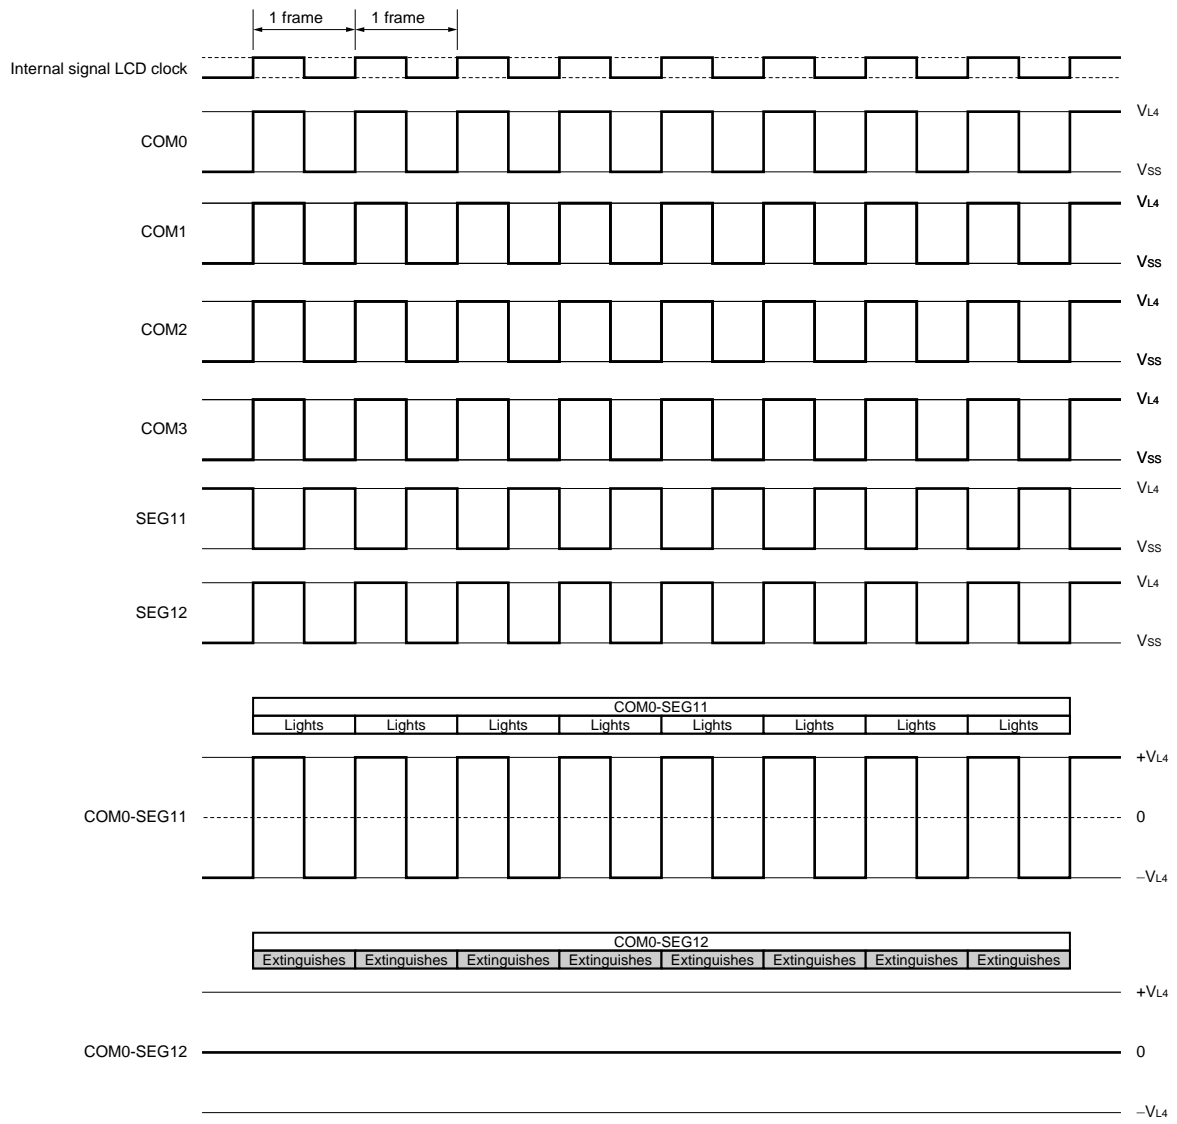 1 frame 1 frame
Internal signal LCD clock
VL4
COM0
VSS
VL4
COM1
VSS
VL4
COM2
VSS
VL4
COM3
VSS
VL4
SEG11
VSS
VL4
SEG12
VSS
COM0-SEG11
Lights Lights Lights Lights Lights Lights Lights Lights
+VL4
COM0-SEG11 0
−VL4
COM0-SEG12
Extinguishes Extinguishes Extinguishes Extinguishes Extinguishes Extinguishes Extinguishes Extinguishes
+VL4
COM0-SEG12 0
−VL4